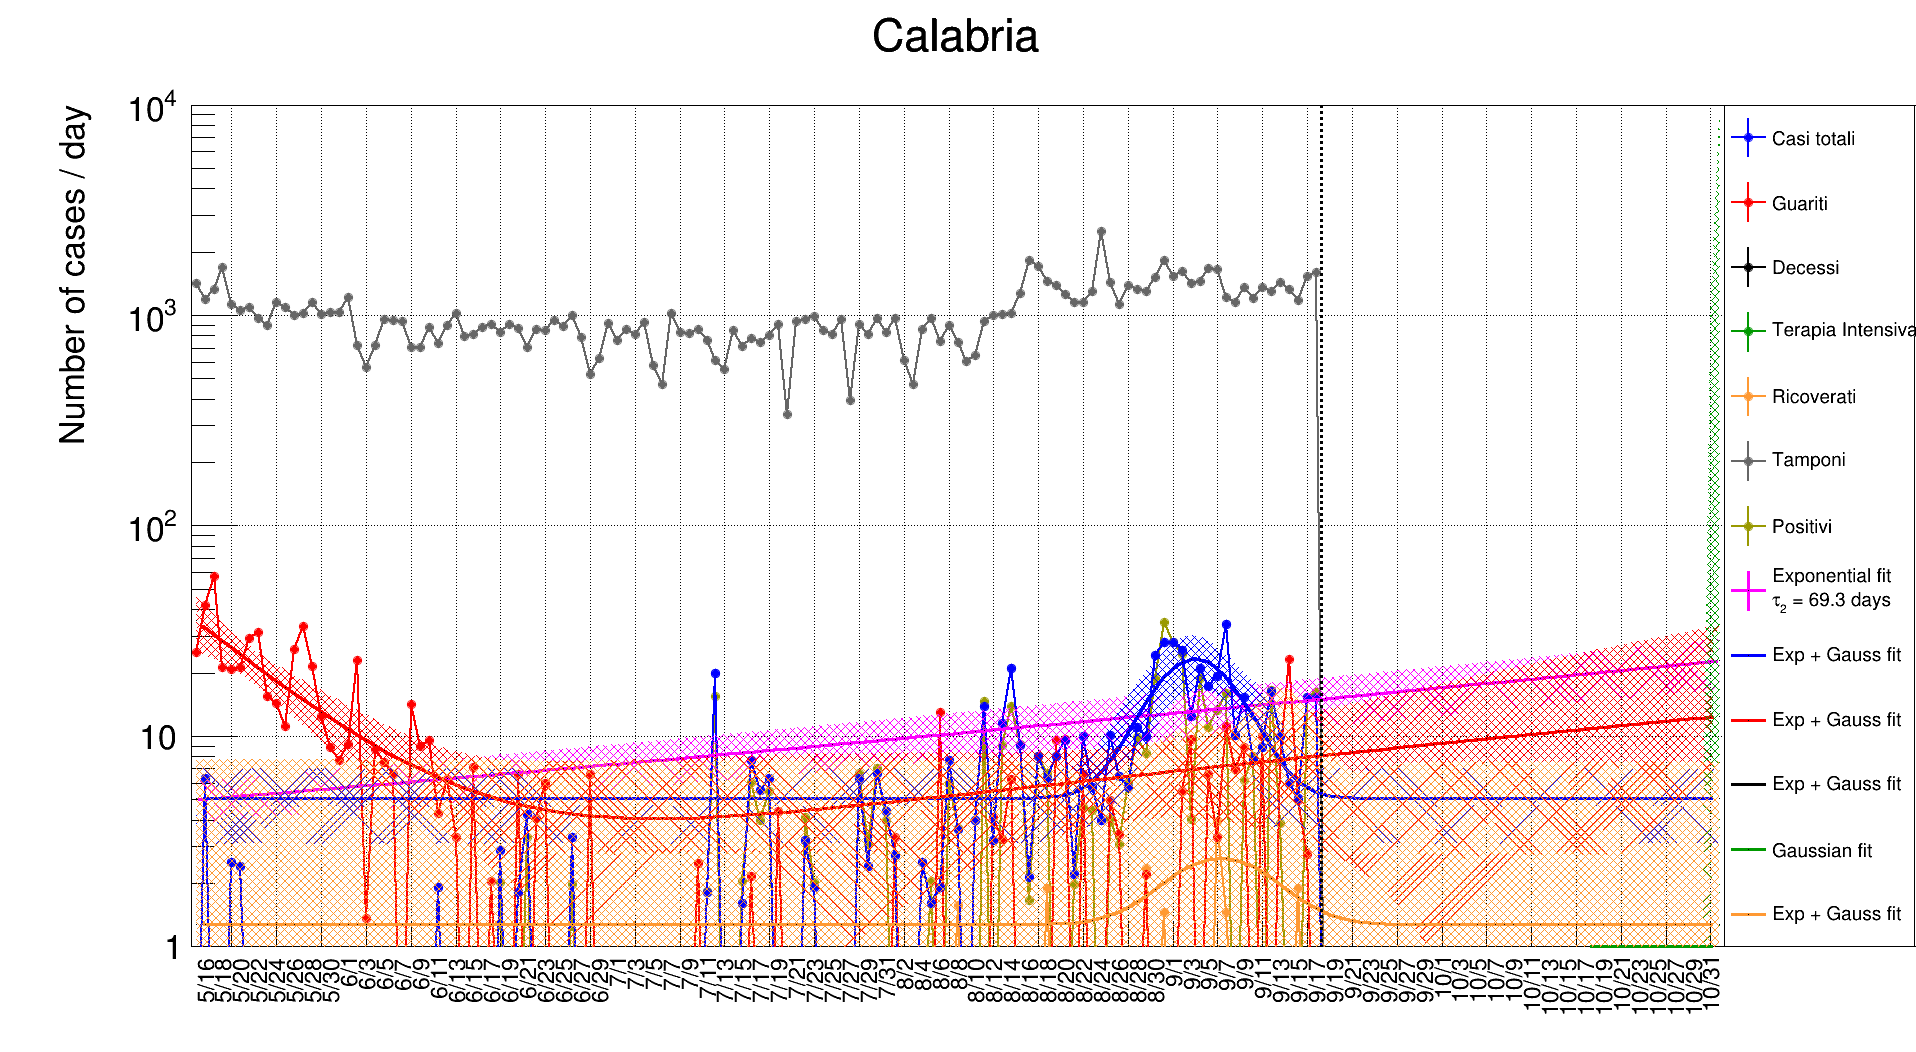 Calabria
Number of cases / day
10^4
10^3
10^2
10
1
5/16 5/18 5/20 5/22 5/24 5/26 5/28 5/30 6/1 6/3 6/5 6/7 6/9 6/11 6/13 6/15 6/17 6/19 6/21 6/23 6/25 6/27 6/29 7/1 7/3 7/5 7/7 7/9 7/11 7/13 7/15 7/17 7/19 7/21 7/23 7/25 7/27 7/29 7/31 8/2 8/4 8/6 8/8 8/10 8/12 8/14 8/16 8/18 8/20 8/22 8/24 8/26 8/28 8/30 9/1 9/3 9/5 9/7 9/9 9/11 9/13 9/15 9/17 9/19 9/21 9/23 9/25 9/27 9/29 10/1 10/3 10/5 10/7 10/9 10/11 10/13 10/15 10/17 10/19 10/21 10/23 10/25 10/27 10/29 10/31
Casi totali
Guariti
Decessi
Terapia Intensiva
Ricoverati
Tamponi
Positivi
Exponential fit
τ₂ = 69.3 days
Exp + Gauss fit
Exp + Gauss fit
Exp + Gauss fit
Gaussian fit
Exp + Gauss fit